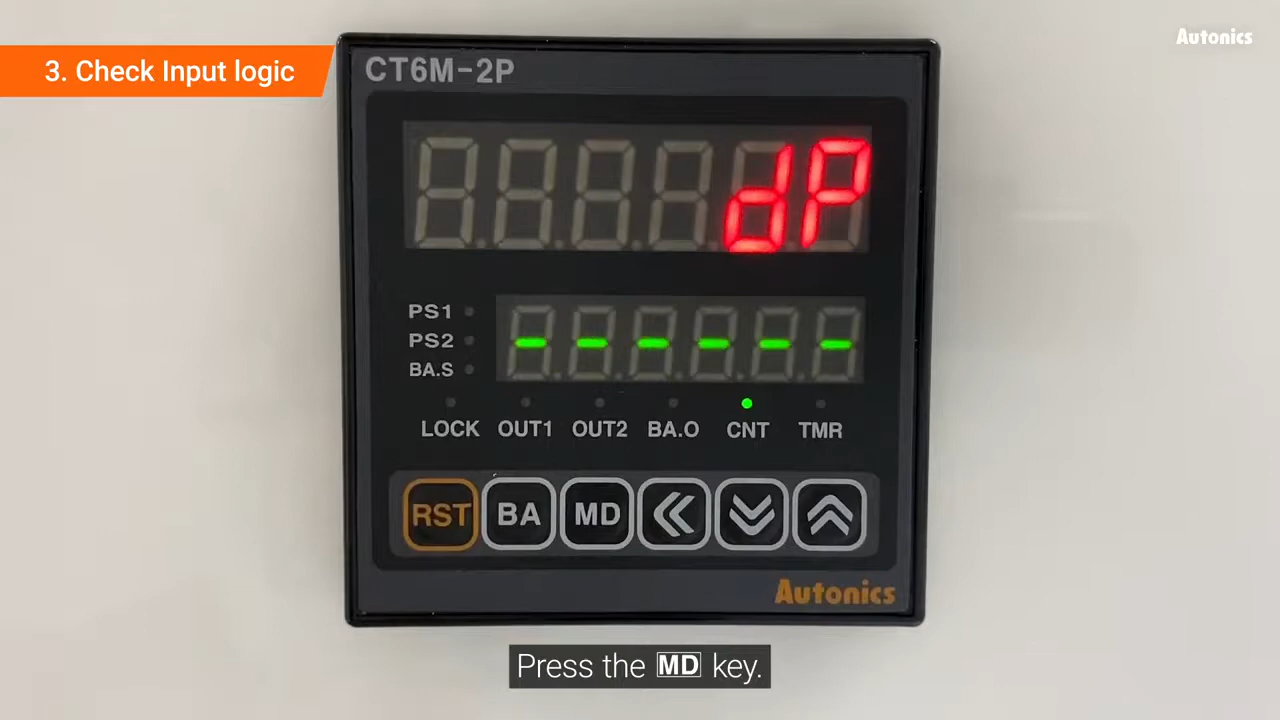 3. Check Input logic
Autonics
CT6M-2P
dP
PS1
PS2
BA.S
------
LOCK OUT1 OUT2 BA.O CNT TMR
RST BA MD
Autonics
Press the MD key.